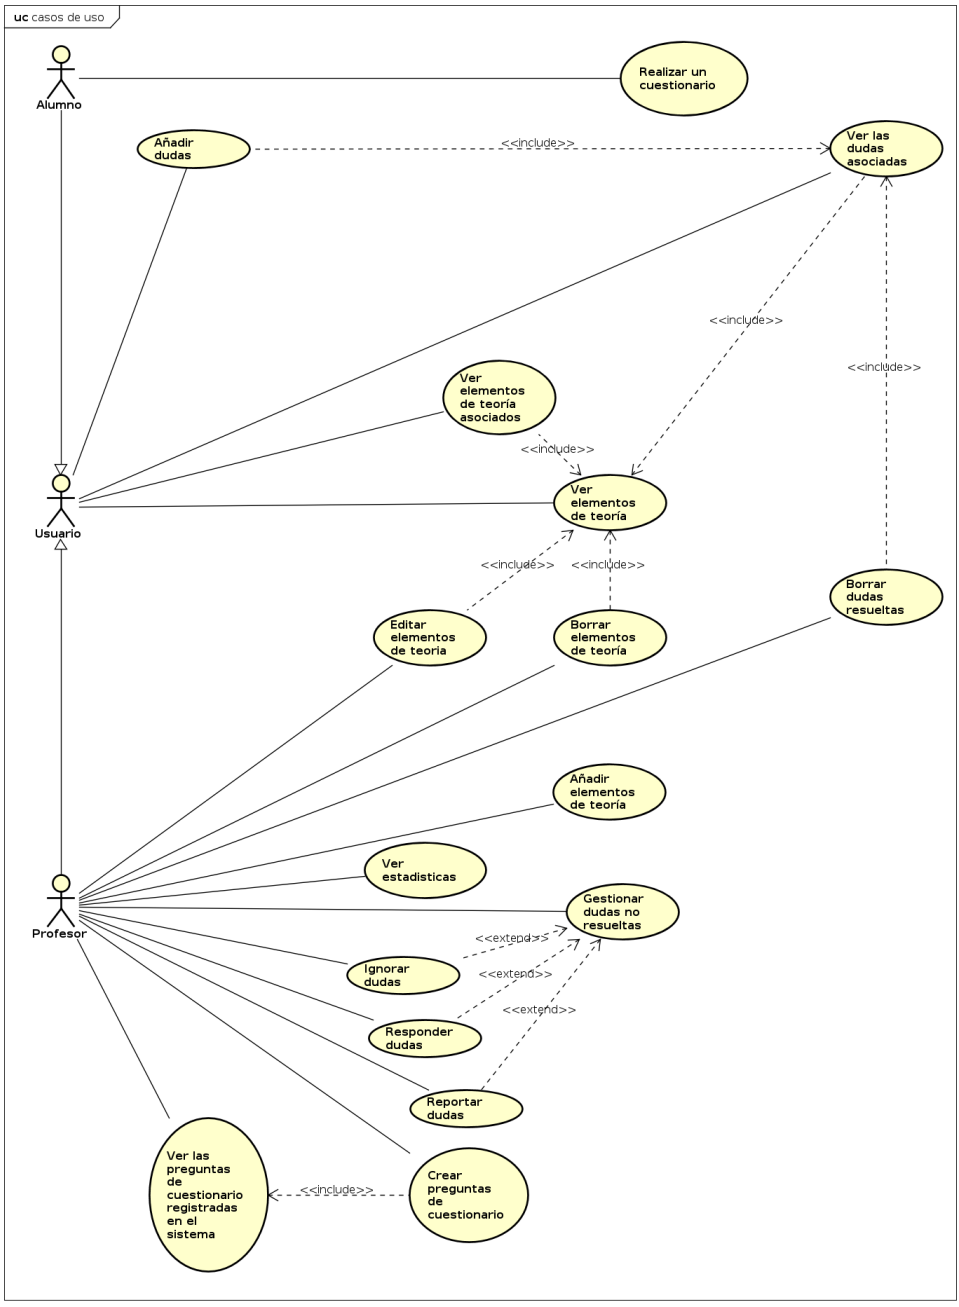 uc casos de uso
Alumno
Realizar un
cuestionario
Añadir
dudas
<<include>>
Ver las
dudas
asociadas
<<include>>
<<include>>
Ver
elementos
de teoría
asociados
<<include>>
Usuario
Ver
elementos
de teoría
<<include>>
<<include>>
Borrar
dudas
resueltas
Editar
elementos
de teoria
Borrar
elementos
de teoría
Añadir
elementos
de teoría
Ver
estadisticas
Profesor
Gestionar
dudas no
resueltas
<<extend>>
Ignorar
dudas
<<extend>>
<<extend>>
Responder
dudas
Reportar
dudas
Ver las
preguntas
de
cuestionario
registradas
en el
sistema
<<include>>
Crear
preguntas
de
cuestionario